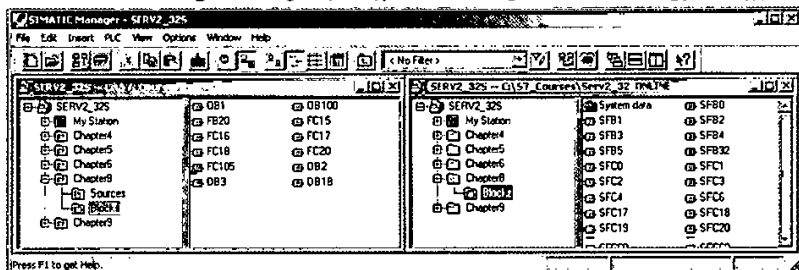 SIMATIC Manager - SERV2_32S
File Edit Insert PLC View Options Window Help
< No Filter >
SERV2_32S --
SERV2_32S
My Station
Chapter4
Chapter5
Chapter6
Chapter8
Sources
Blocks
Chapter9
OB1 OB100
FB20 FC15
FC16 FC17
FC18 FC20
FC105 OB2
OB3 OB1B
SERV2_32S -- C:\S7_Courses\Serv2_32 ONLINE
SERV2_32S
My Station
Chapter4
Chapter5
Chapter6
Chapter8
Blocks
Chapter9
System data SFB0
SFB1 SFB2
SFB3 SFB4
SFB5 SFB32
SFC0 SFC1
SFC2 SFC3
SFC4 SFC6
SFC17 SFC18
SFC19 SFC20
Press F1 to get Help.